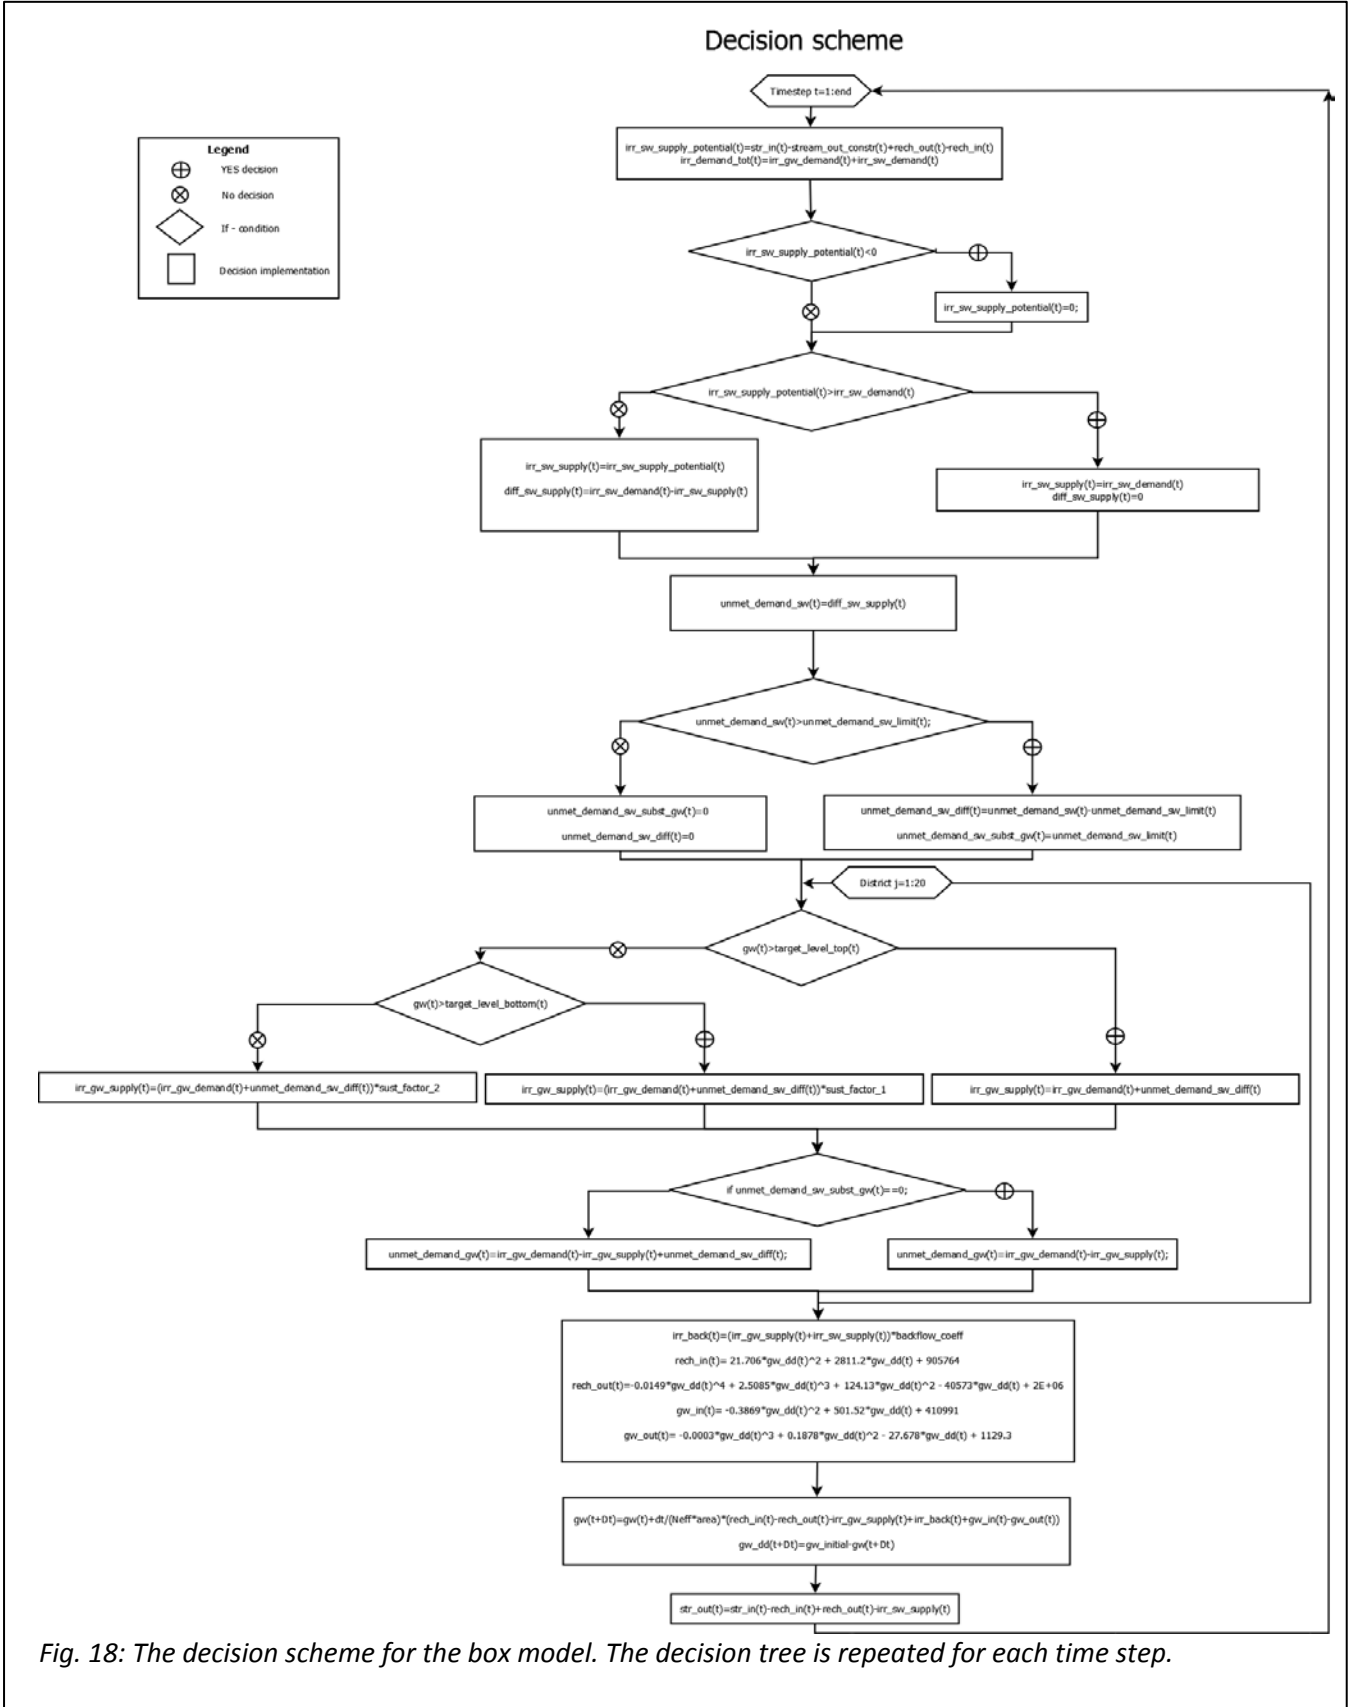 Decision scheme
Timestep t=1:end
Legend
YES decision
No decision
If - condition
Decision implementation
irr_sw_supply_potential(t)=str_in(t)-stream_out_constr(t)+rech_out(t)-rech_in(t)
irr_demand_tot(t)=irr_gw_demand(t)+irr_sw_demand(t)
irr_sw_supply_potential(t)<0
irr_sw_supply_potential(t)=0;
irr_sw_supply_potential(t)>irr_sw_demand(t)
irr_sw_supply(t)=irr_sw_supply_potential(t)
diff_sw_supply(t)=irr_sw_demand(t)-irr_sw_supply(t)
irr_sw_supply(t)=irr_sw_demand(t)
diff_sw_supply(t)=0
unmet_demand_sw(t)=diff_sw_supply(t)
unmet_demand_sw(t)>unmet_demand_sw_limit(t);
unmet_demand_sw_subst_gw(t)=0
unmet_demand_sw_diff(t)=0
unmet_demand_sw_diff(t)=unmet_demand_sw(t)-unmet_demand_sw_limit(t)
unmet_demand_sw_subst_gw(t)=unmet_demand_sw_limit(t)
District j=1:20
gw(t)>target_level_top(t)
gw(t)>target_level_bottom(t)
irr_gw_supply(t)=(irr_gw_demand(t)+unmet_demand_sw_diff(t))*sust_factor_2
irr_gw_supply(t)=(irr_gw_demand(t)+unmet_demand_sw_diff(t))*sust_factor_1
irr_gw_supply(t)=irr_gw_demand(t)+unmet_demand_sw_diff(t)
if unmet_demand_sw_subst_gw(t)==0;
unmet_demand_gw(t)=irr_gw_demand(t)-irr_gw_supply(t)+unmet_demand_sw_diff(t);
unmet_demand_gw(t)=irr_gw_demand(t)-irr_gw_supply(t);
irr_back(t)=(irr_gw_supply(t)+irr_sw_supply(t))*backflow_coeff
rech_in(t)= 21.706*gw_dd(t)^2 + 2811.2*gw_dd(t) + 905764
rech_out(t)=-0.0149*gw_dd(t)^4 + 2.5085*gw_dd(t)^3 + 124.13*gw_dd(t)^2 - 40573*gw_dd(t) + 2E+06
gw_in(t)= -0.3869*gw_dd(t)^2 + 501.52*gw_dd(t) + 410991
gw_out(t)= -0.0003*gw_dd(t)^3 + 0.1878*gw_dd(t)^2 - 27.678*gw_dd(t) + 1129.3
gw(t+Dt)=gw(t)+dt/(Neff*area)*(rech_in(t)-rech_out(t)-irr_gw_supply(t)+irr_back(t)+gw_in(t)-gw_out(t))
gw_dd(t+Dt)=gw_initial-gw(t+Dt)
str_out(t)=str_in(t)-rech_in(t)+rech_out(t)-irr_sw_supply(t)
Fig. 18: The decision scheme for the box model. The decision tree is repeated for each time step.